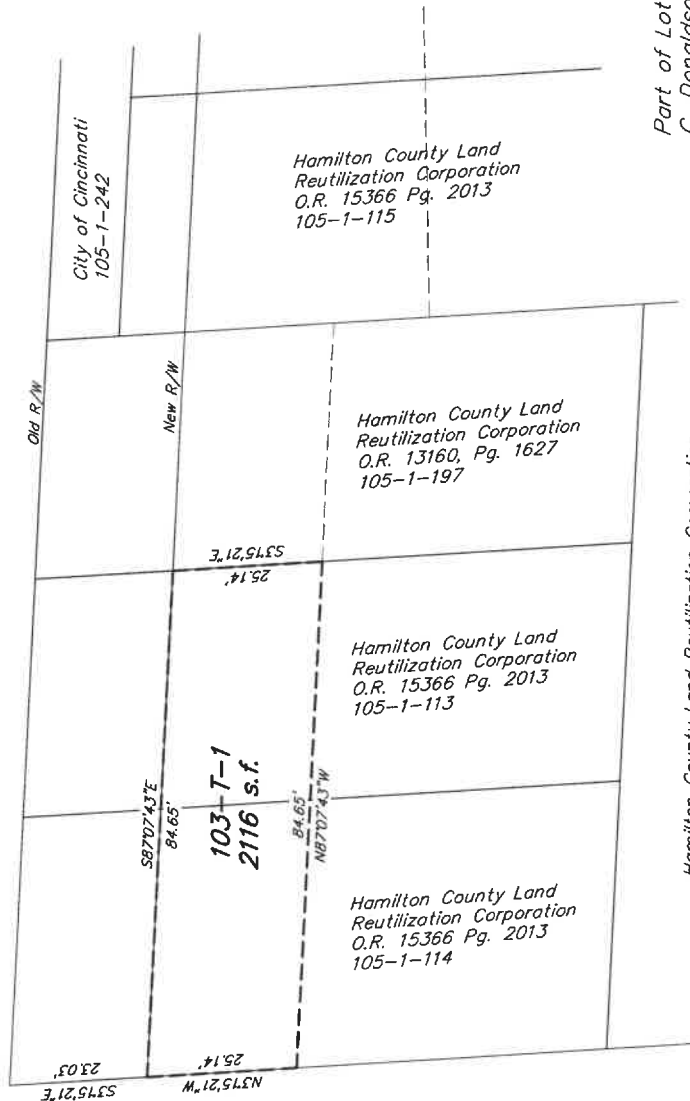 Old R/W
City of Cincinnati
105-1-242
New R/W
Hamilton County Land
Reutilization Corporation
O.R. 15366 Pg. 2013
105-1-115
Part of Lot
C. Donaldso
Hamilton County Land
Reutilization Corporation
O.R. 13160, Pg. 1627
105-1-197
S3°15'21"E
25.14'
Hamilton County Land
Reutilization Corporation
O.R. 15366 Pg. 2013
105-1-113
S87°07'43"E
84.65'
103-T-1
2116 s.f.
84.65'
N87°07'43"W
Hamilton County Land
Reutilization Corporation
O.R. 15366 Pg. 2013
105-1-114
23.03'
S3°15'21"E
25.14'
N3°15'21"W
Hamilton County Land Reutilization